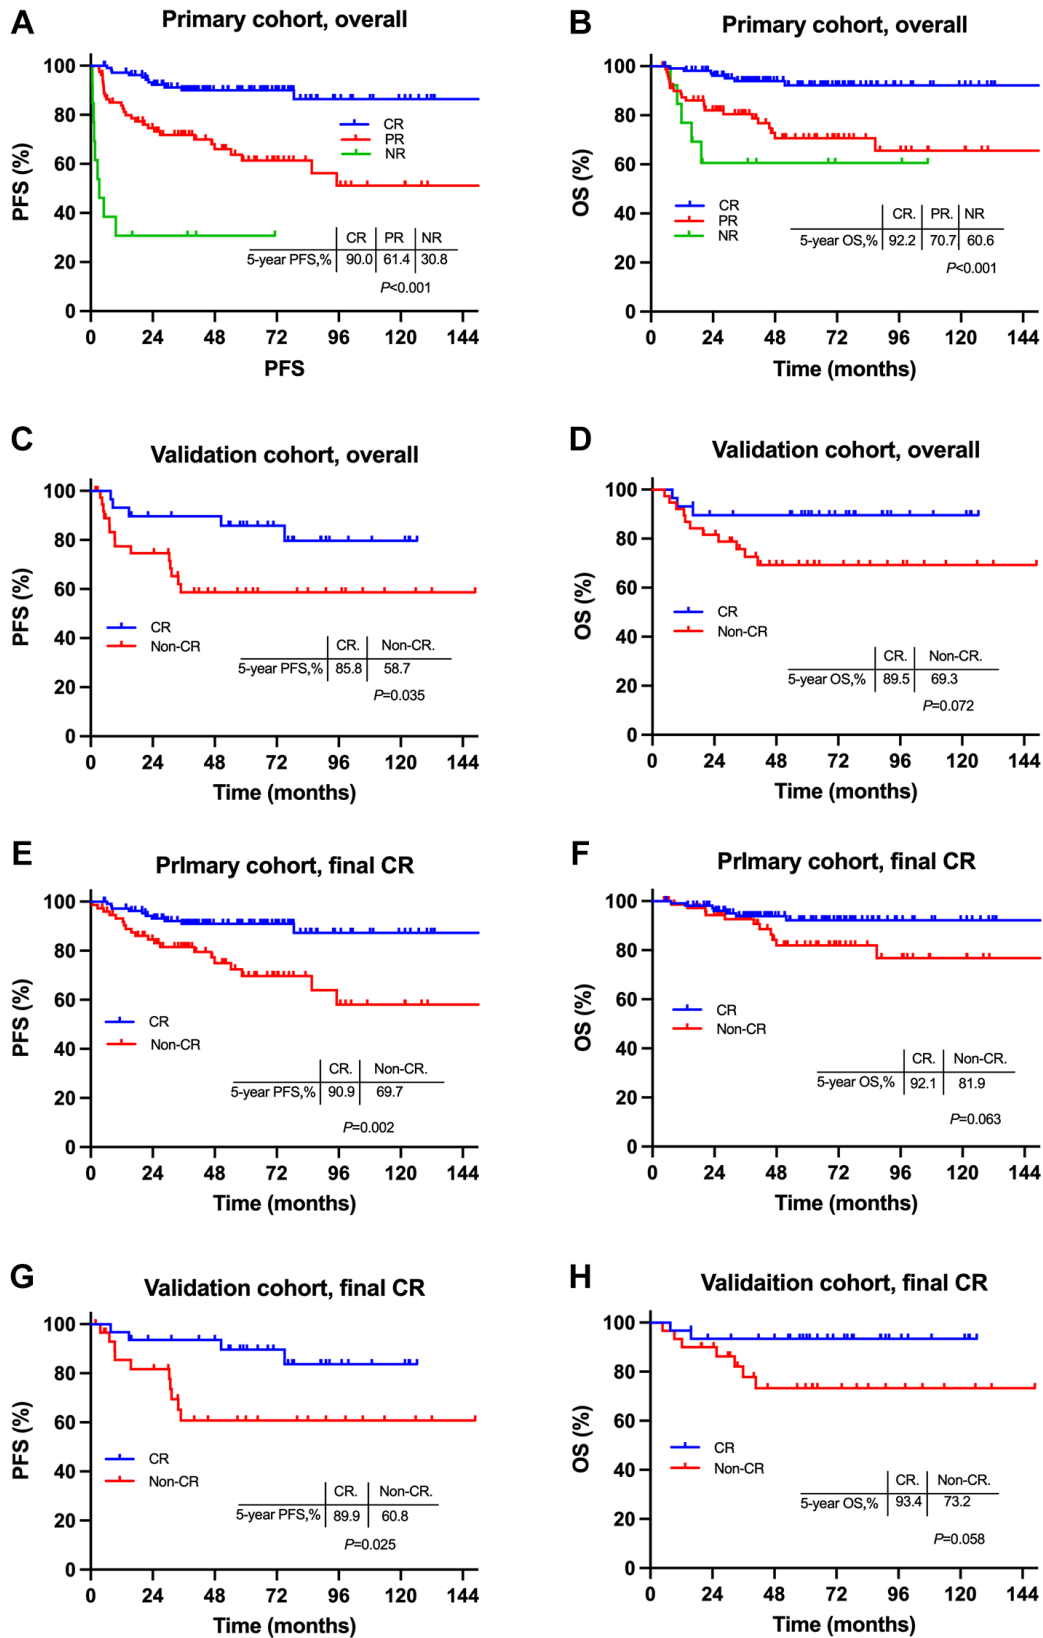 A
Primary cohort, overall
PFS (%)
100
80
60
40
20
0
CR
PR
NR
CR PR NR
5-year PFS,% 90.0 61.4 30.8
P<0.001
0 24 48 72 96 120 144
PFS
B
Primary cohort, overall
OS (%)
100
80
60
40
20
0
CR
PR
NR
CR. PR. NR
5-year OS,% 92.2 70.7 60.6
P<0.001
0 24 48 72 96 120 144
Time (months)
C
Validation cohort, overall
PFS (%)
100
80
60
40
20
0
CR
Non-CR
CR. Non-CR.
5-year PFS,% 85.8 58.7
P=0.035
0 24 48 72 96 120 144
Time (months)
D
Validation cohort, overall
OS (%)
100
80
60
40
20
0
CR
Non-CR
CR. Non-CR.
5-year OS,% 89.5 69.3
P=0.072
0 24 48 72 96 120 144
Time (months)
E
PrImary cohort, final CR
PFS (%)
100
80
60
40
20
0
CR
Non-CR
CR. Non-CR.
5-year PFS,% 90.9 69.7
P=0.002
0 24 48 72 96 120 144
Time (months)
F
PrImary cohort, final CR
OS (%)
100
80
60
40
20
0
CR
Non-CR
CR. Non-CR.
5-year OS,% 92.1 81.9
P=0.063
0 24 48 72 96 120 144
Time (months)
G
Validation cohort, final CR
PFS (%)
100
80
60
40
20
0
CR
Non-CR
CR. Non-CR.
5-year PFS,% 89.9 60.8
P=0.025
0 24 48 72 96 120 144
Time (months)
H
Validaition cohort, final CR
OS (%)
100
80
60
40
20
0
CR
Non-CR
CR. Non-CR.
5-year OS,% 93.4 73.2
P=0.058
0 24 48 72 96 120 144
Time (months)